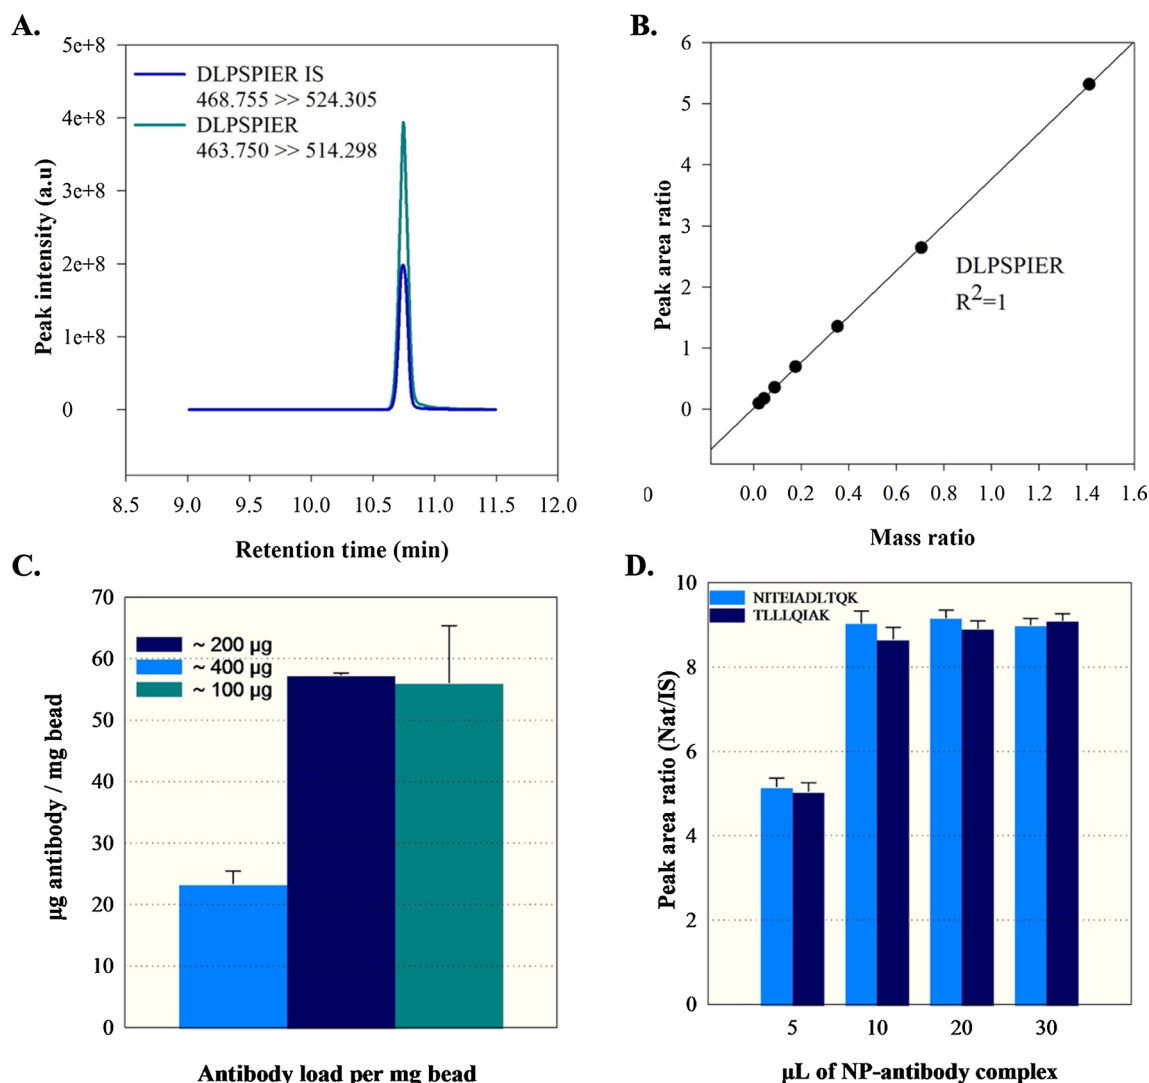 A.
5e+8
4e+8
3e+8
2e+8
1e+8
0
Peak intensity (a.u)
DLPSPIER IS
468.755 >> 524.305
DLPSPIER
463.750 >> 514.298
8.5 9.0 9.5 10.0 10.5 11.0 11.5 12.0
Retention time (min)
B.
6
5
4
3
2
1
0
Peak area ratio
DLPSPIER
R²=1
0 0.0 0.2 0.4 0.6 0.8 1.0 1.2 1.4 1.6
Mass ratio
C.
70
60
50
40
30
20
10
0
µg antibody / mg bead
~ 200 µg
~ 400 µg
~ 100 µg
Antibody load per mg bead
D.
10
8
6
4
2
0
Peak area ratio (Nat/IS)
NITEIADLTQK
TLLLQIAK
5 10 20 30
µL of NP-antibody complex